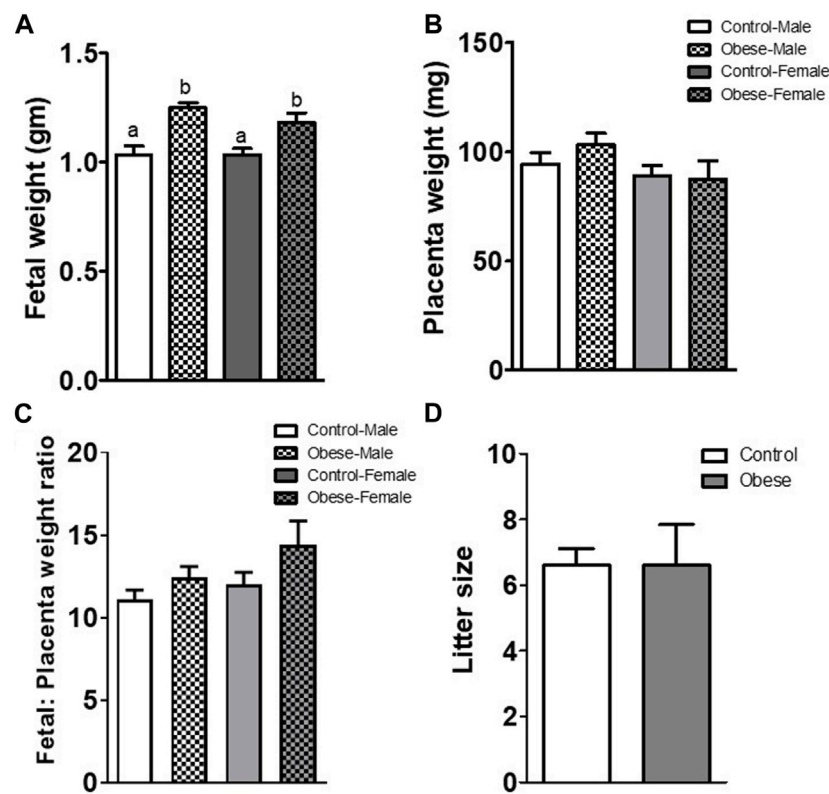 A
Fetal weight (gm)
1.5
1.0
0.5
0.0
a
b
a
b
B
Placenta weight (mg)
150
100
50
0
Control-Male
Obese-Male
Control-Female
Obese-Female
C
Fetal: Placenta weight ratio
20
15
10
5
0
Control-Male
Obese-Male
Control-Female
Obese-Female
D
Litter size
10
8
6
4
2
0
Control
Obese